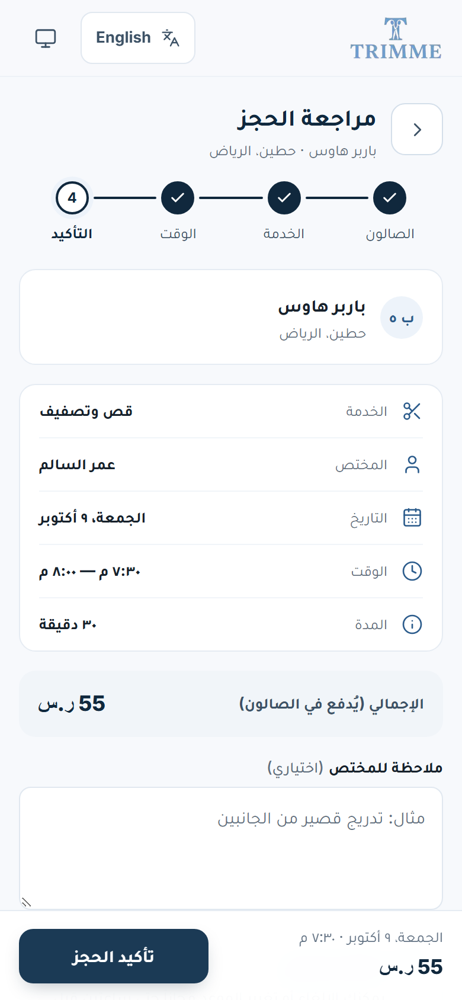 TRIMME
English
مراجعة الحجز
باربر هاوس · حطين، الرياض
4
الصالون
الخدمة
الوقت
التأكيد
ب ه
باربر هاوس
حطين، الرياض
الخدمة
قص وتصفيف
المختص
عمر السالم
التاريخ
الجمعة، ٩ أكتوبر
الوقت
٧:٣٠ م — ٨:٠٠ م
المدة
٣٠ دقيقة
الإجمالي (يُدفع في الصالون)
55 ر.س
ملاحظة للمختص (اختياري)
مثال: تدريج قصير من الجانبين
الجمعة، ٩ أكتوبر · ٧:٣٠ م
55 ر.س
تأكيد الحجز